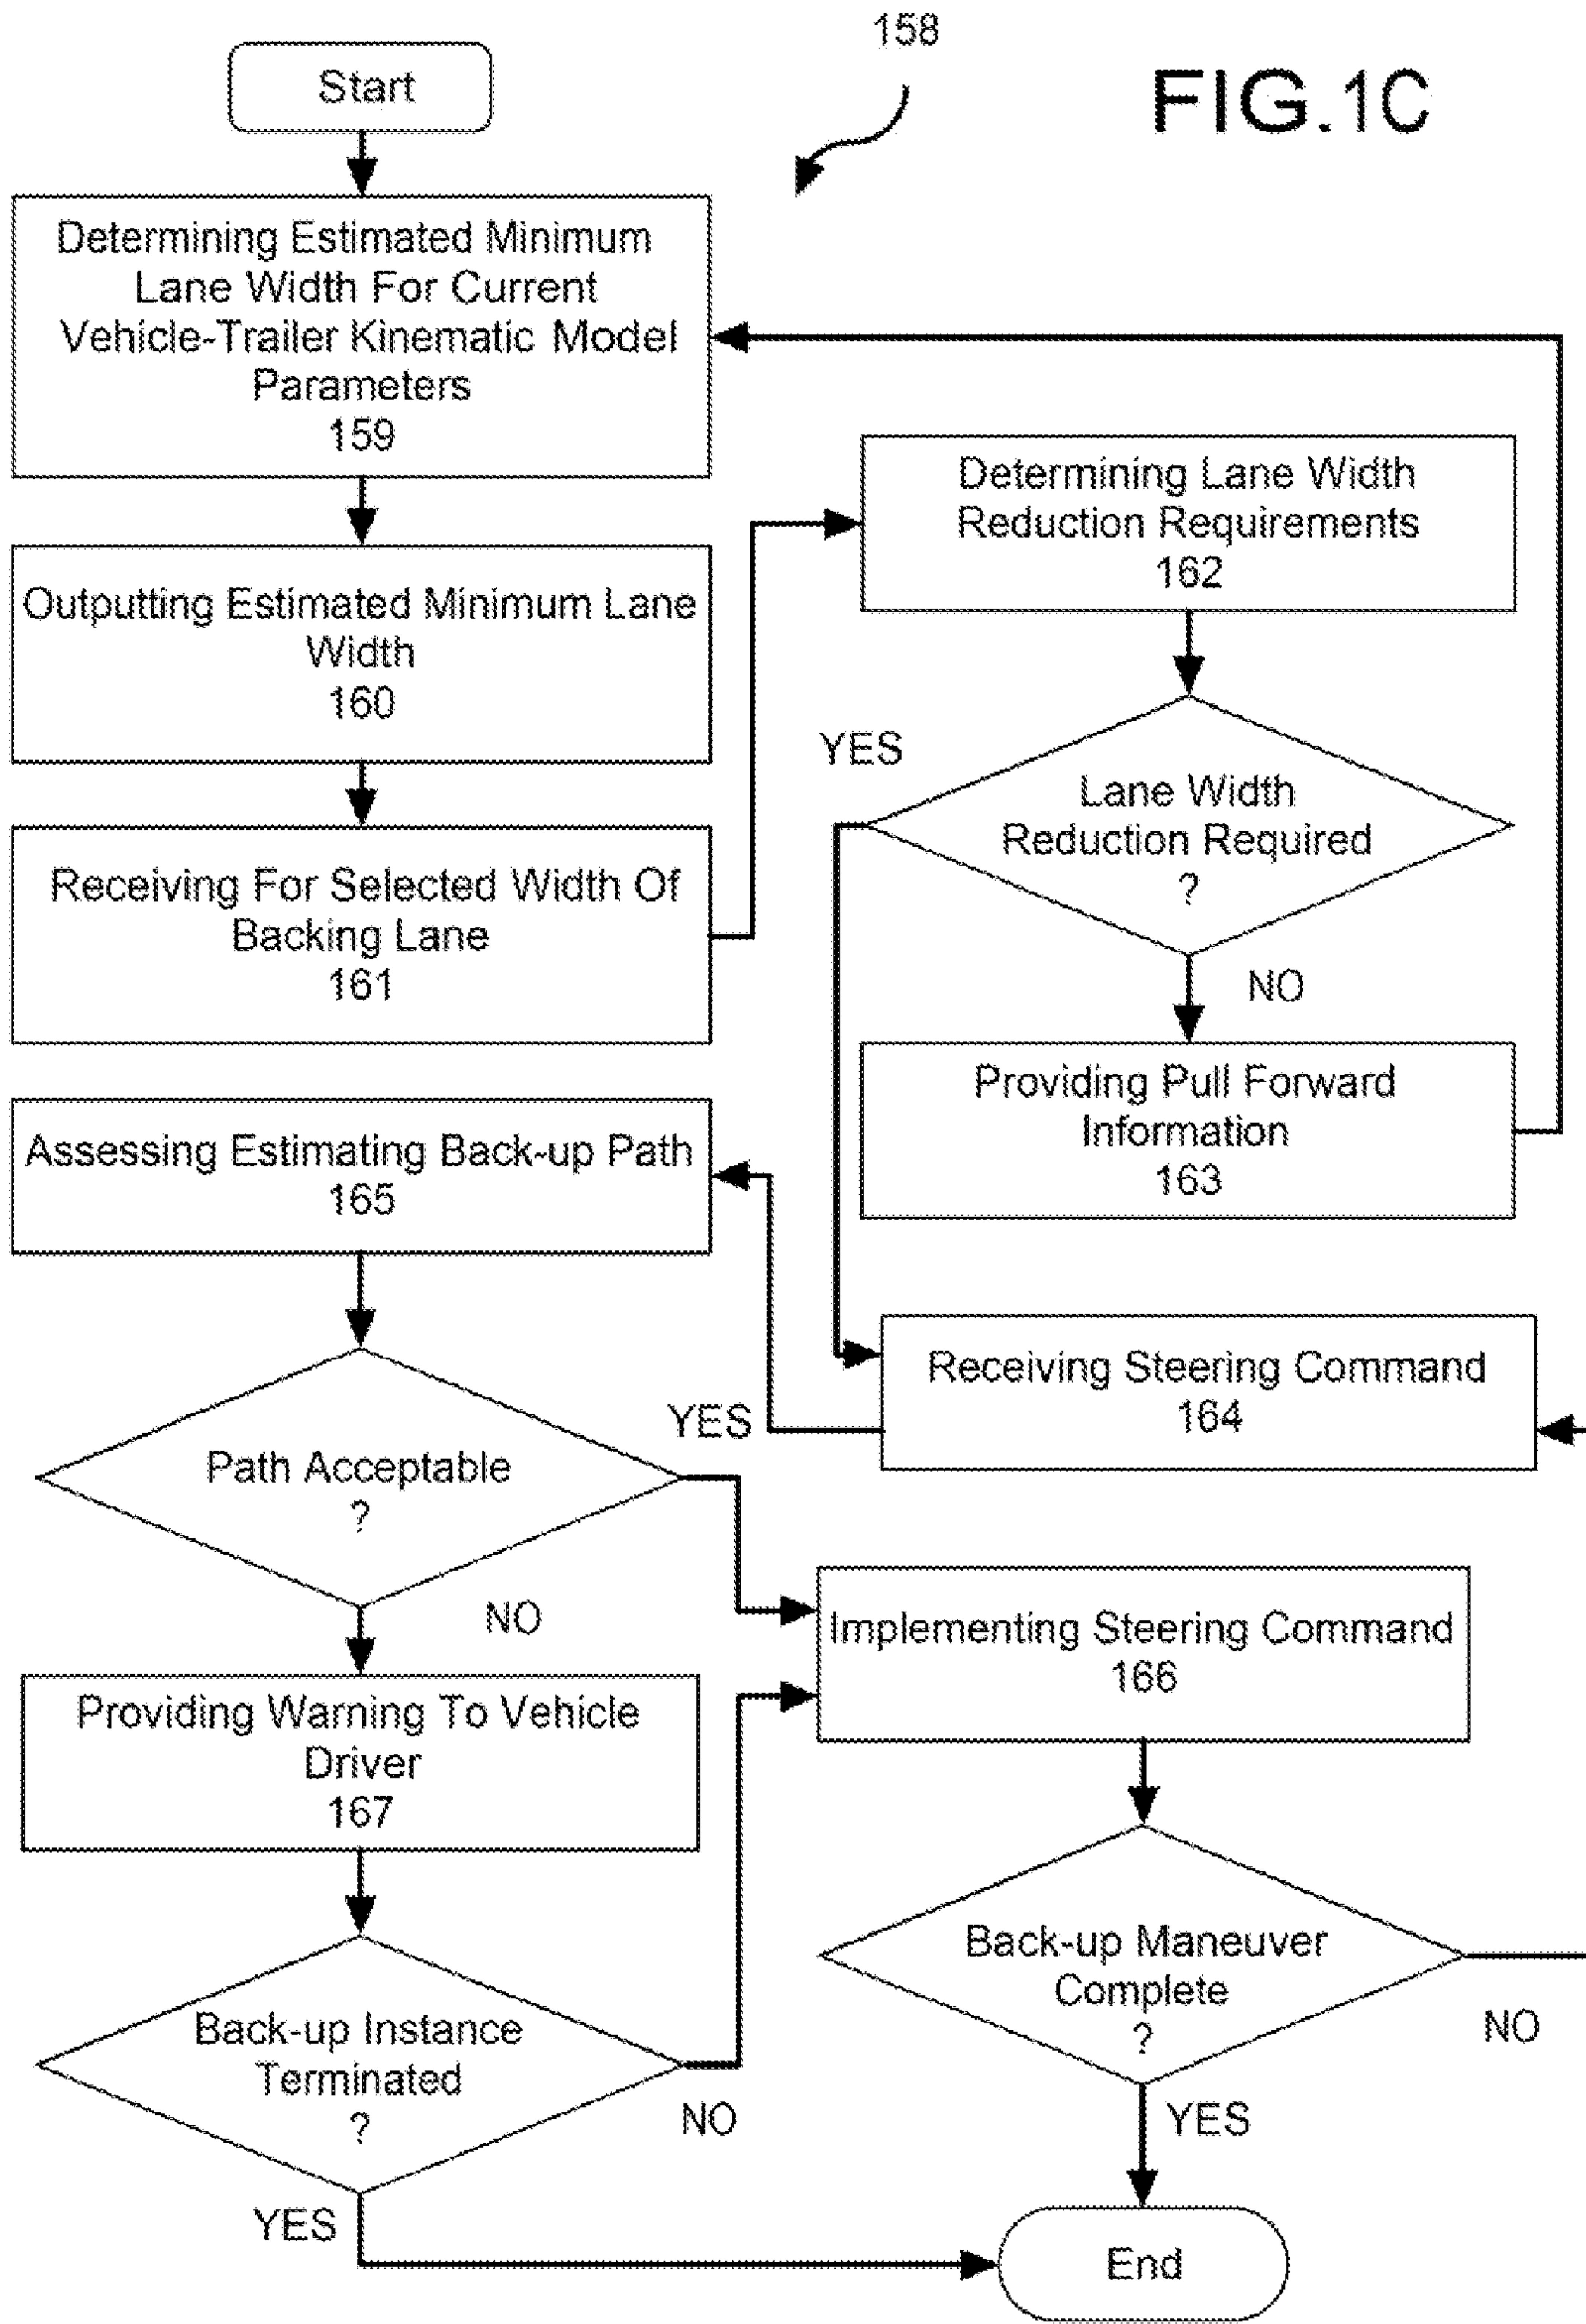 158
FIG.1C
Start
Determining Estimated Minimum
Lane Width For Current
Vehicle-Trailer Kinematic Model
Parameters
159
Outputting Estimated Minimum Lane
Width
160
Receiving For Selected Width Of
Backing Lane
161
Determining Lane Width
Reduction Requirements
162
YES
Lane Width
Reduction Required
?
NO
Providing Pull Forward
Information
163
Receiving Steering Command
164
Assessing Estimating Back-up Path
165
YES
Path Acceptable
?
NO
Implementing Steering Command
166
Providing Warning To Vehicle
Driver
167
Back-up Maneuver
Complete
?
NO
YES
Back-up Instance
Terminated
?
NO
YES
End